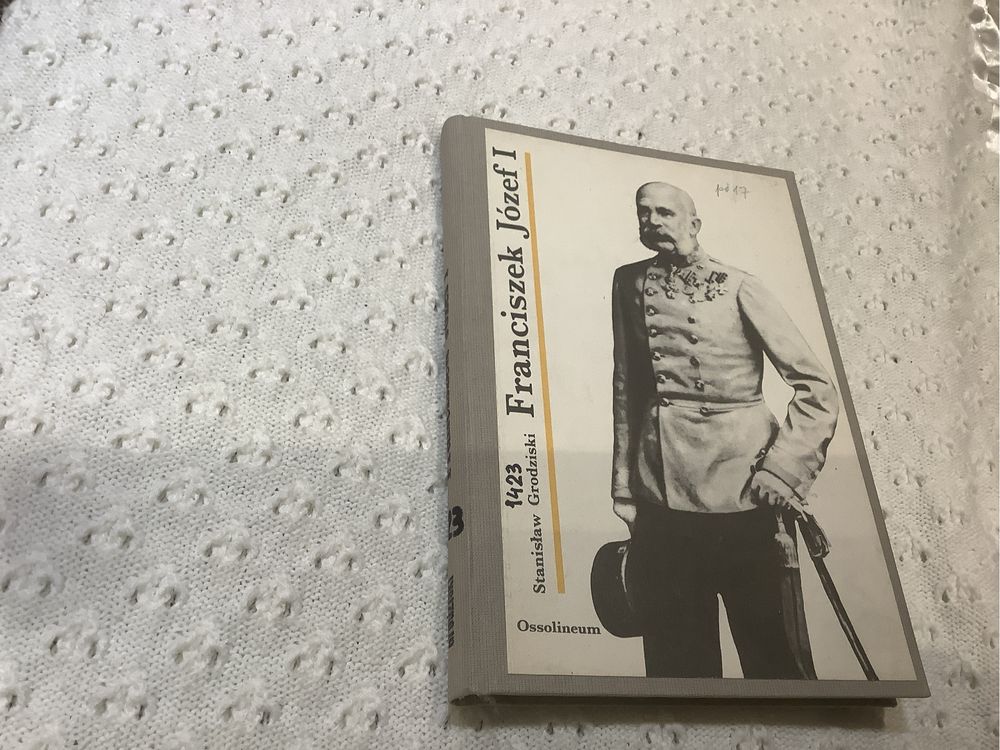 Franciszek Józef I
1423
Stanisław Grodziski
Ossolineum